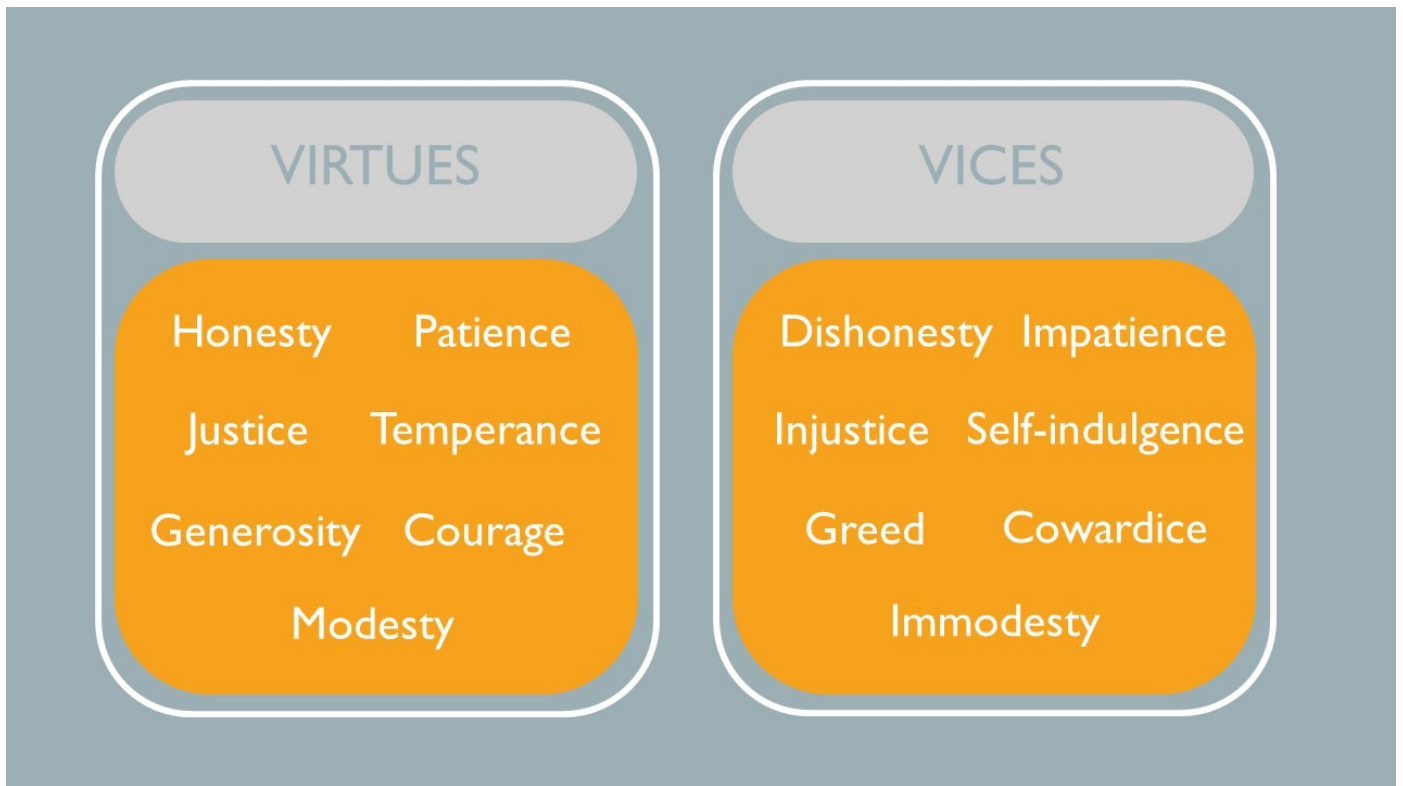 VIRTUES
Honesty Patience
Justice Temperance
Generosity Courage
Modesty
VICES
Dishonesty Impatience
Injustice Self-indulgence
Greed Cowardice
Immodesty